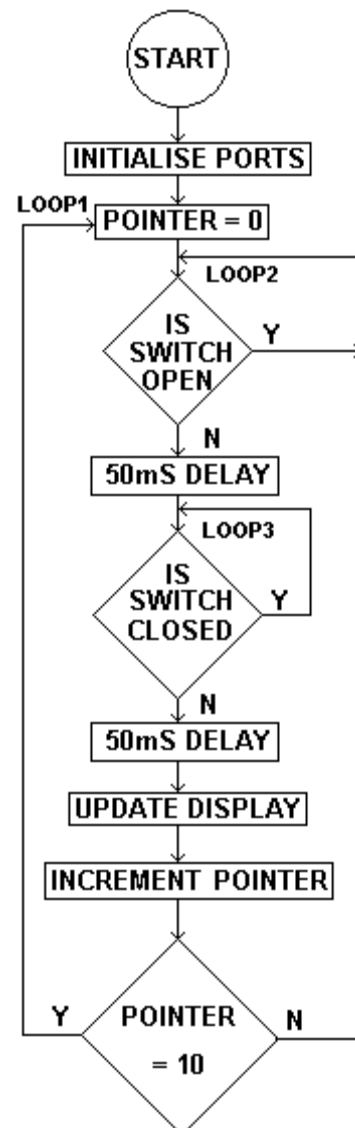 START
INITIALISE PORTS
LOOP1
POINTER = 0
LOOP2
IS
SWITCH
OPEN
Y
N
50mS DELAY
LOOP3
IS
SWITCH
CLOSED
Y
N
50mS DELAY
UPDATE DISPLAY
INCREMENT POINTER
Y
POINTER
= 10
N